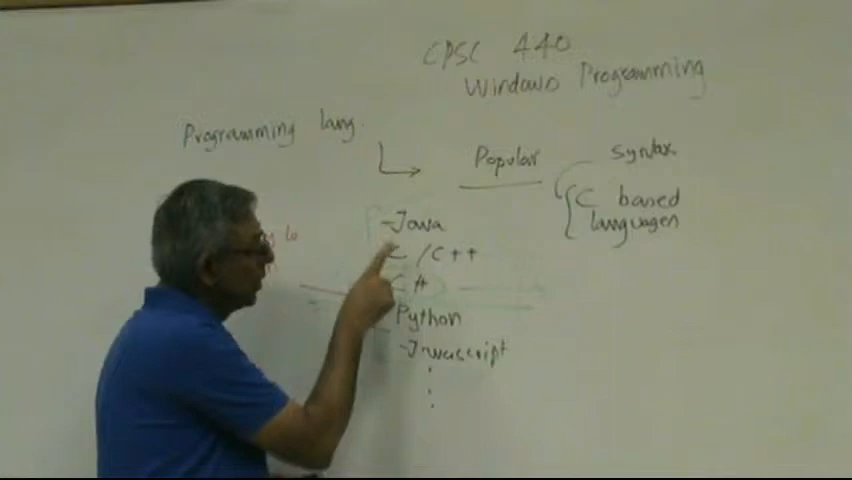 CPSC 440
Windows Programming
Programming lang.
Popular
Syntax
C based
languages
-Java
C /C++
C#
Python
-Javascript